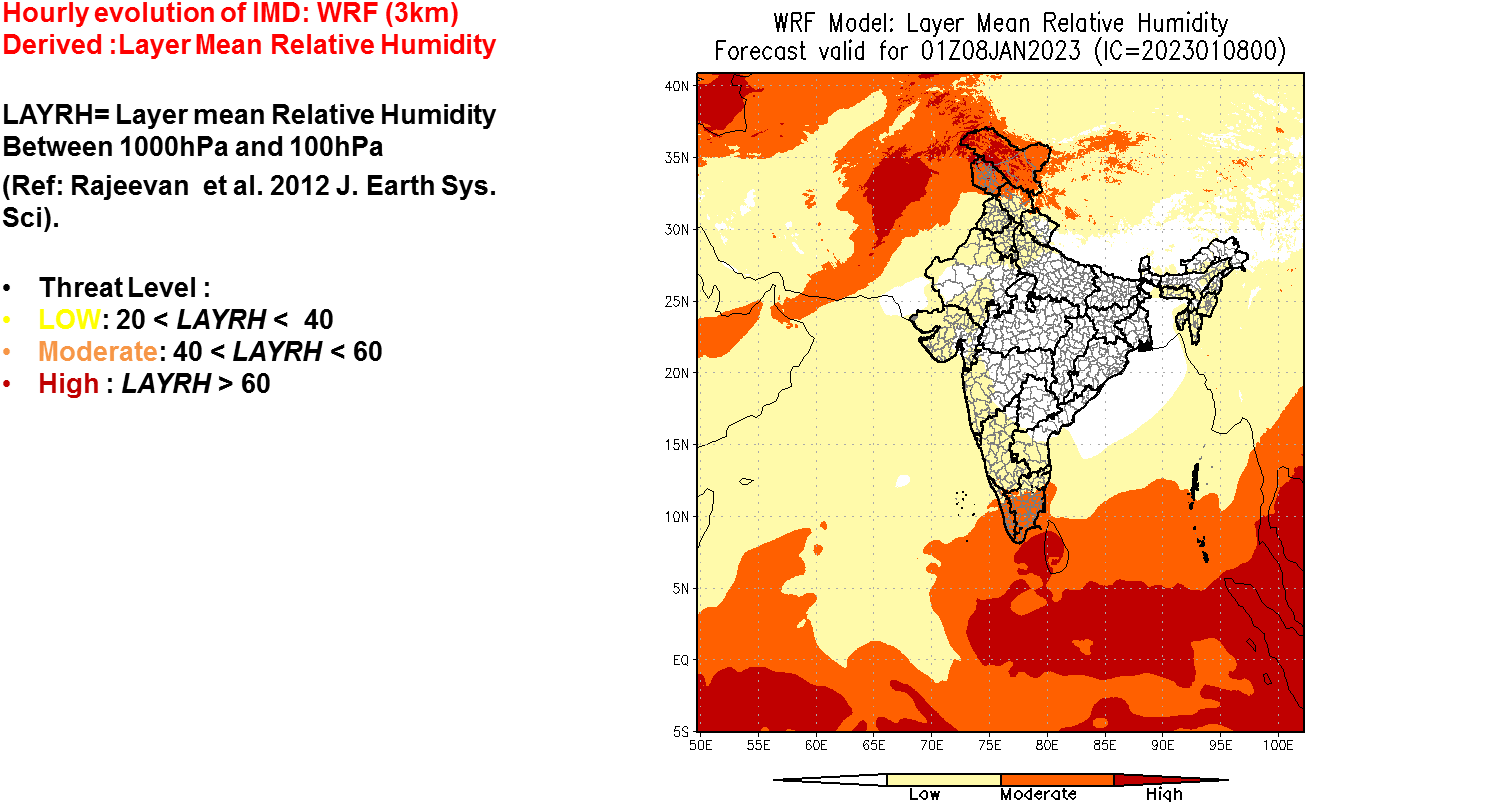 Hourly evolution of IMD: WRF (3km)
Derived :Layer Mean Relative Humidity
LAYRH= Layer mean Relative Humidity
Between 1000hPa and 100hPa
(Ref: Rajeevan et al. 2012 J. Earth Sys.
Sci).
• Threat Level :
• LOW: 20 < LAYRH < 40
• Moderate: 40 < LAYRH < 60
• High : LAYRH > 60
WRF Model: Layer Mean Relative Humidity
Forecast valid for 01Z08JAN2023 (IC=2023010800)
40N
35N
30N
25N
20N
15N
10N
5N
EQ
5S
50E 55E 60E 65E 70E 75E 80E 85E 90E 95E 100E
Low Moderate High